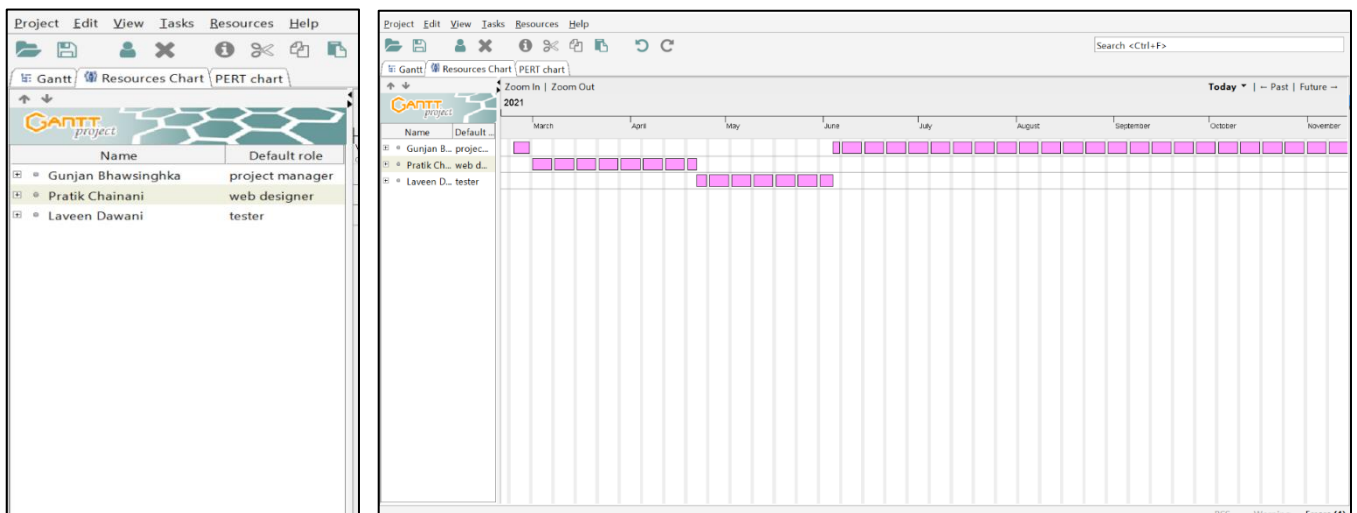 Project Edit View Tasks Resources Help
Gantt Resources Chart PERT chart
GANTT
project
Name Default role
Gunjan Bhawsinghka project manager
Pratik Chainani web designer
Laveen Dawani tester
Project Edit View Tasks Resources Help
Search <Ctrl+F>
Gantt Resources Chart PERT chart
Zoom In | Zoom Out Today | ← Past | Future →
GANTT
project
2021
March April May June July August September October November
Name Default ...
Gunjan B... projec...
Pratik Ch... web d...
Laveen D... tester